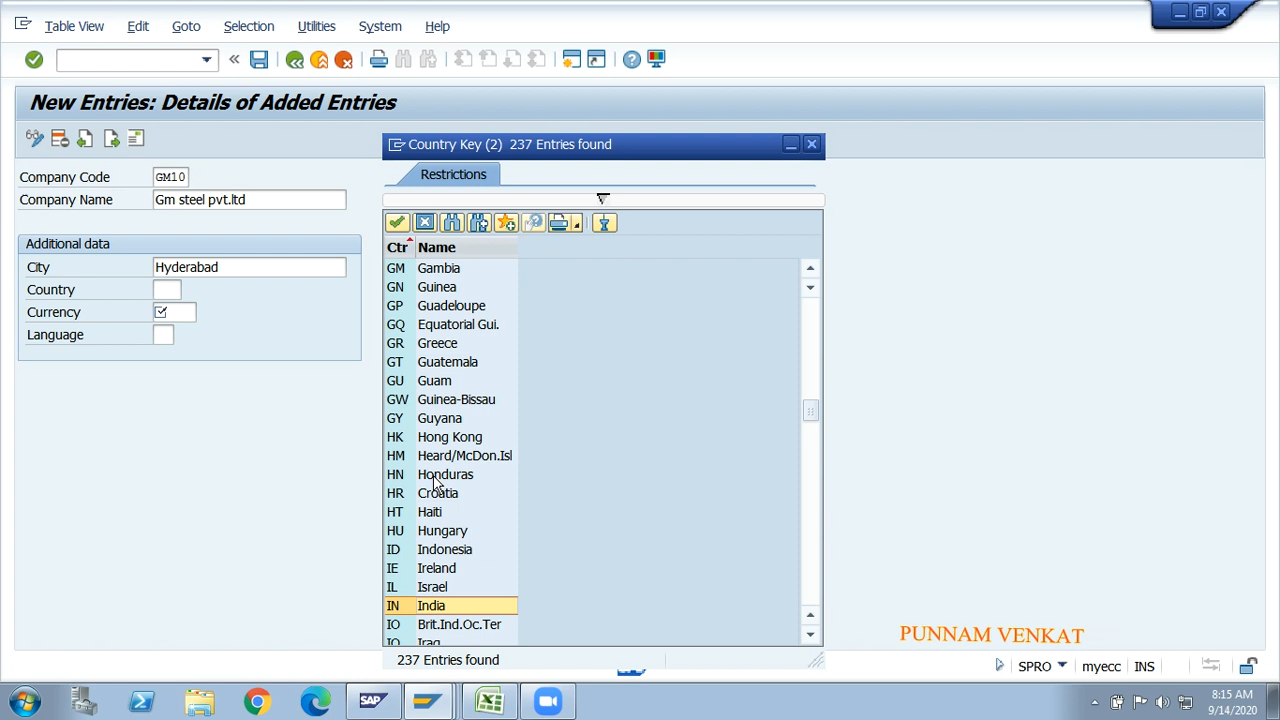 Table View Edit Goto Selection Utilities System Help
New Entries: Details of Added Entries
Company Code GM10
Company Name Gm steel pvt.ltd
Additional data
City Hyderabad
Country
Currency
Language
Country Key (2) 237 Entries found
Restrictions
Ctr Name
GM Gambia
GN Guinea
GP Guadeloupe
GQ Equatorial Gui.
GR Greece
GT Guatemala
GU Guam
GW Guinea-Bissau
GY Guyana
HK Hong Kong
HM Heard/McDon.Isl
HN Honduras
HR Croatia
HT Haiti
HU Hungary
ID Indonesia
IE Ireland
IL Israel
IN India
IO Brit.Ind.Oc.Ter
IQ Iraq
237 Entries found
PUNNAM VENKAT
SPRO myecc INS
SAP
8:15 AM
9/14/2020